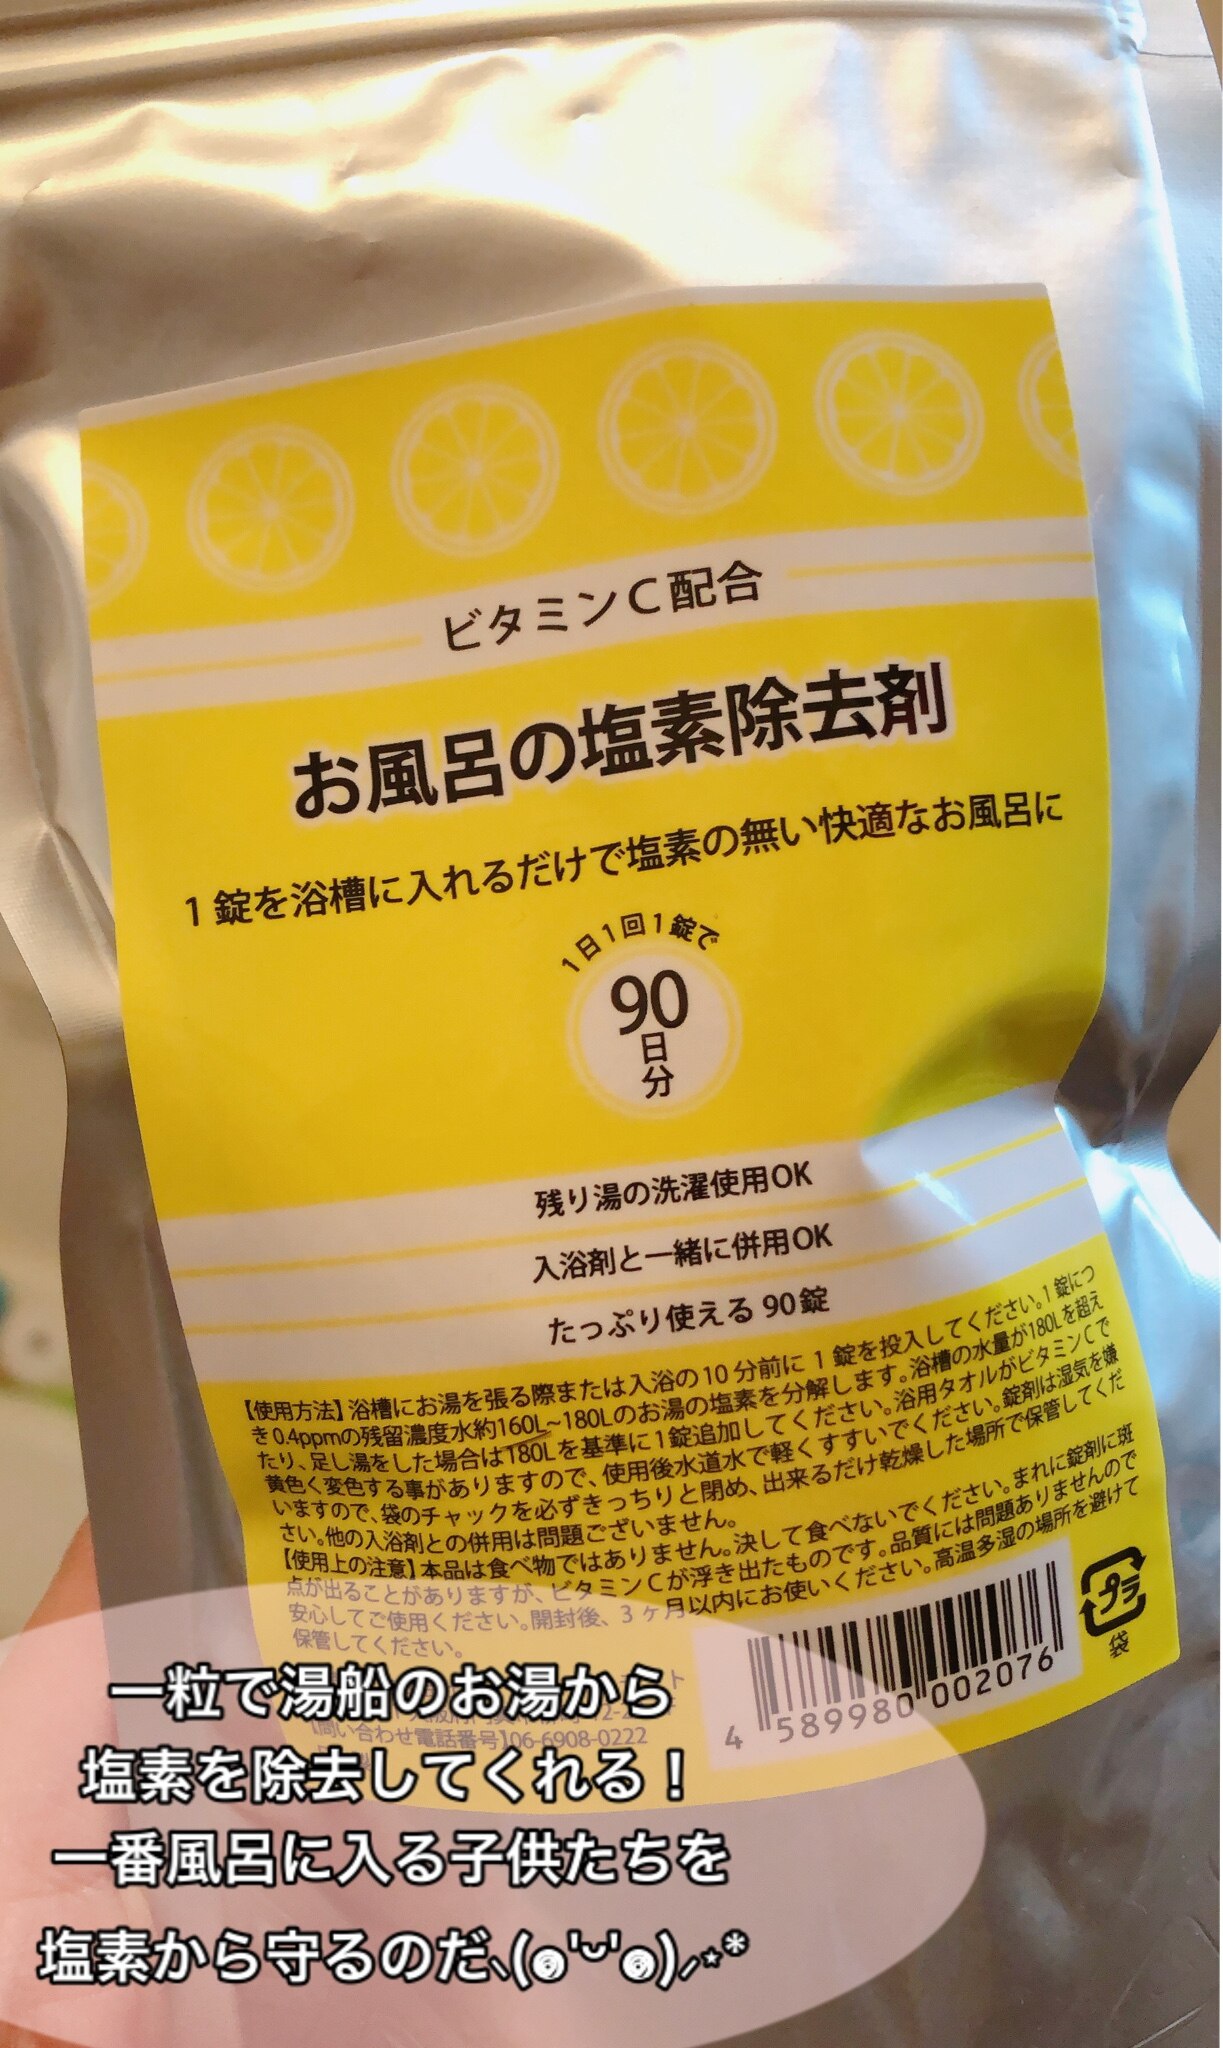 ビタミンC配合
お風呂の塩素除去剤
1錠を浴槽に入れるだけで塩素の無い快適なお風呂に
1日1回1錠で
90
日
分
残り湯の洗濯使用OK
入浴剤と一緒に併用OK
たっぷり使える 90錠
【使用方法】浴槽にお湯を張る際または入浴の10分前に1錠を投入してください。1錠につ
き0.4ppmの残留濃度水約160L~180Lのお湯の塩素を分解します。浴槽の水量が180Lを超え
たり、足し湯をした場合は180Lを基準に1錠追加してください。浴用タオルがビタミンCで
黄色く変色する事がありますので、使用後水道水で軽くすすいでください。錠剤は湿気を嫌
いますので、袋のチャックを必ずきっちりと閉め、出来るだけ乾燥した場所で保管してくだ
さい。他の入浴剤との併用は問題ございません。
【使用上の注意】本品は食べ物ではありません。決して食べないでください。まれに錠剤に斑
点が出ることがありますが、ビタミンCが浮き出たものです。品質には問題ありませんので
安心してご使用ください。開封後、3ヶ月以内にお使いください。高温多湿の場所を避けて
保管してください。
【問い合わせ電話番号】06-6908-0222
4 589980 002076
プラ
袋
一粒で湯船のお湯から
塩素を除去してくれる！
一番風呂に入る子供たちを
塩素から守るのだ⸜(๑'ᵕ'๑)⸝⋆*